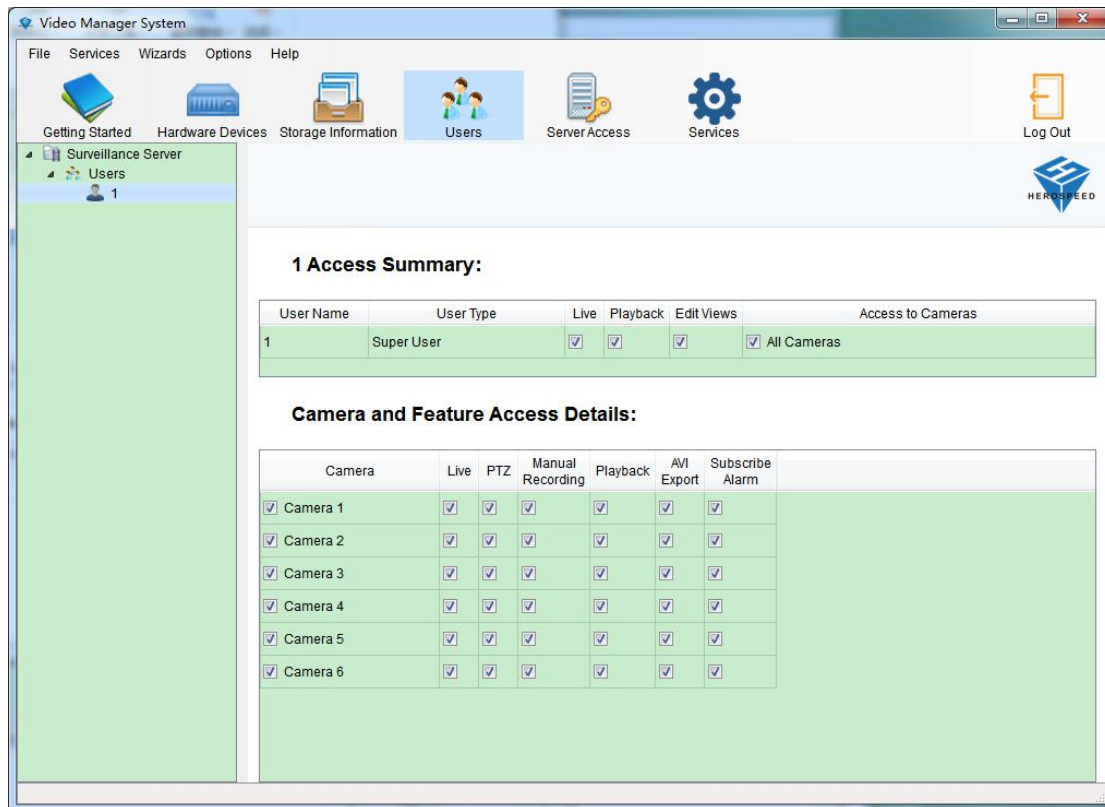 Video Manager System
File Services Wizards Options Help
Getting Started Hardware Devices Storage Information Users Server Access Services Log Out
Surveillance Server
Users
1
HEROSPEED
1 Access Summary:
User Name User Type Live Playback Edit Views Access to Cameras
1 Super User All Cameras
Camera and Feature Access Details:
Camera Live PTZ Manual Recording Playback AVI Export Subscribe Alarm
Camera 1
Camera 2
Camera 3
Camera 4
Camera 5
Camera 6